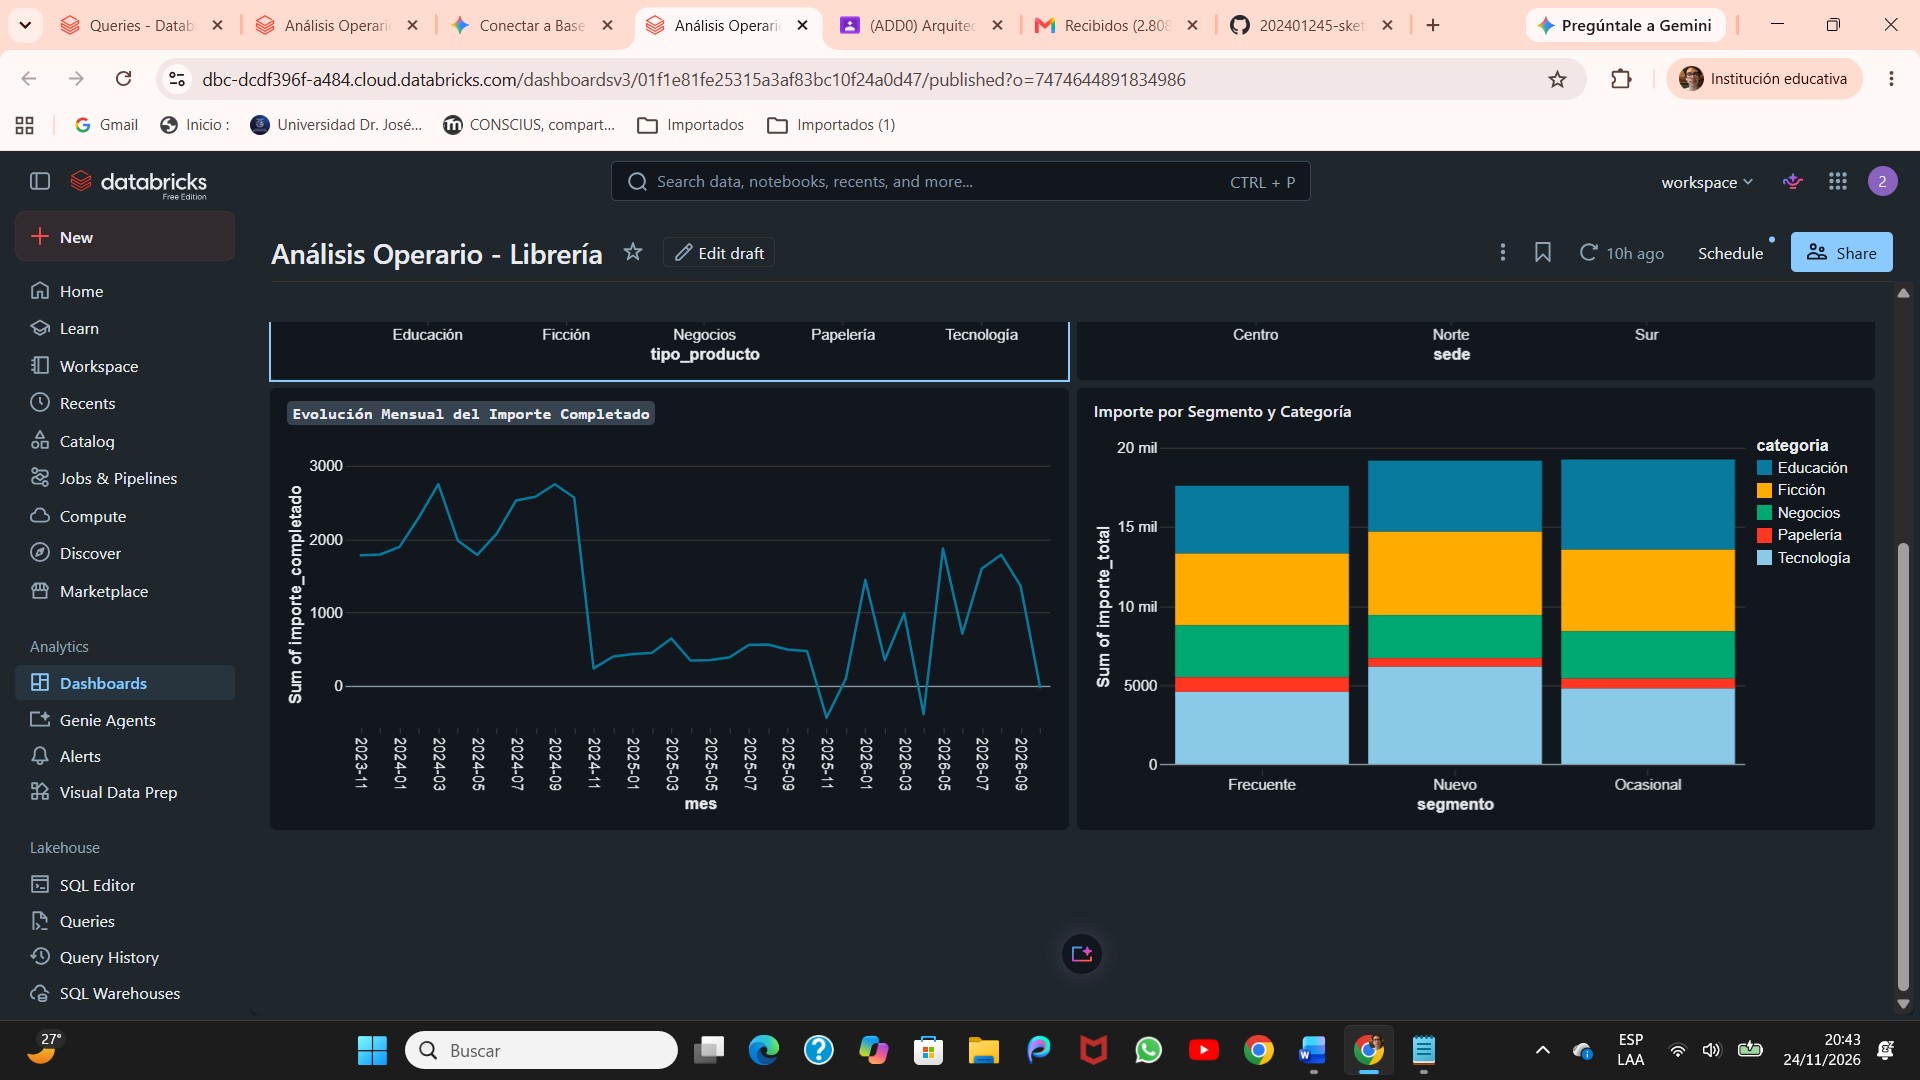 Queries - Datab
Análisis Operari
Conectar a Base
Análisis Operari
(ADD0) Arquitec
Recibidos (2.808
202401245-sket
Pregúntale a Gemini
dbc-dcdf396f-a484.cloud.databricks.com/dashboardsv3/01f1e81fe25315a3af83bc10f24a0d47/published?o=7474644891834986
Institución educativa
Gmail
Inicio :
Universidad Dr. José...
CONSCIUS, compart...
Importados
Importados (1)
databricks
Free Edition
Search data, notebooks, recents, and more...
CTRL + P
workspace
2
New
Home
Learn
Workspace
Recents
Catalog
Jobs & Pipelines
Compute
Discover
Marketplace
Analytics
Dashboards
Genie Agents
Alerts
Visual Data Prep
Lakehouse
SQL Editor
Queries
Query History
SQL Warehouses
Análisis Operario - Librería
Edit draft
10h ago
Schedule
Share
Educación
Ficción
Negocios
Papelería
Tecnología
tipo_producto
Centro
Norte
Sur
sede
Evolución Mensual del Importe Completado
Sum of importe_completado
3000
2000
1000
0
2023-11
2024-01
2024-03
2024-05
2024-07
2024-09
2024-11
2025-01
2025-03
2025-05
2025-07
2025-09
2025-11
2026-01
2026-03
2026-05
2026-07
2026-09
mes
Importe por Segmento y Categoría
Sum of importe_total
20 mil
15 mil
10 mil
5000
0
Frecuente
Nuevo
Ocasional
segmento
categoria
Educación
Ficción
Negocios
Papelería
Tecnología
27°
Buscar
ESP
LAA
20:43
24/11/2026